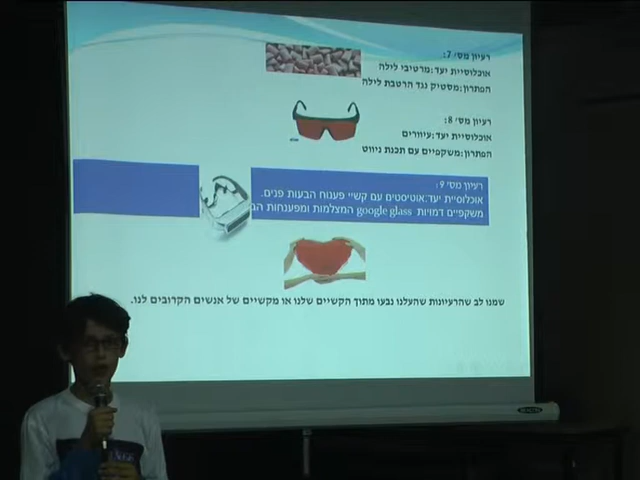 רעיון מס׳ 7:
אוכלוסיית יעד:מרטיבי לילה
הפתרון:מסטיק נגד הרטבת לילה
רעיון מס׳ 8:
אוכלוסיית יעד:עיוורים
הפתרון:משקפיים עם תכנת ניווט
רעיון מס׳ 9:
אוכלוסיית יעד:אוטיסטים עם קשיי פענוח הבעות פנים.
משקפיים דמויות google glass המצלמות ומפענחות
שמנו לב שהרעיונות שהעלנו נבעו מתוך הקשיים שלנו או מקשיים של אנשים הקרובים לנו.